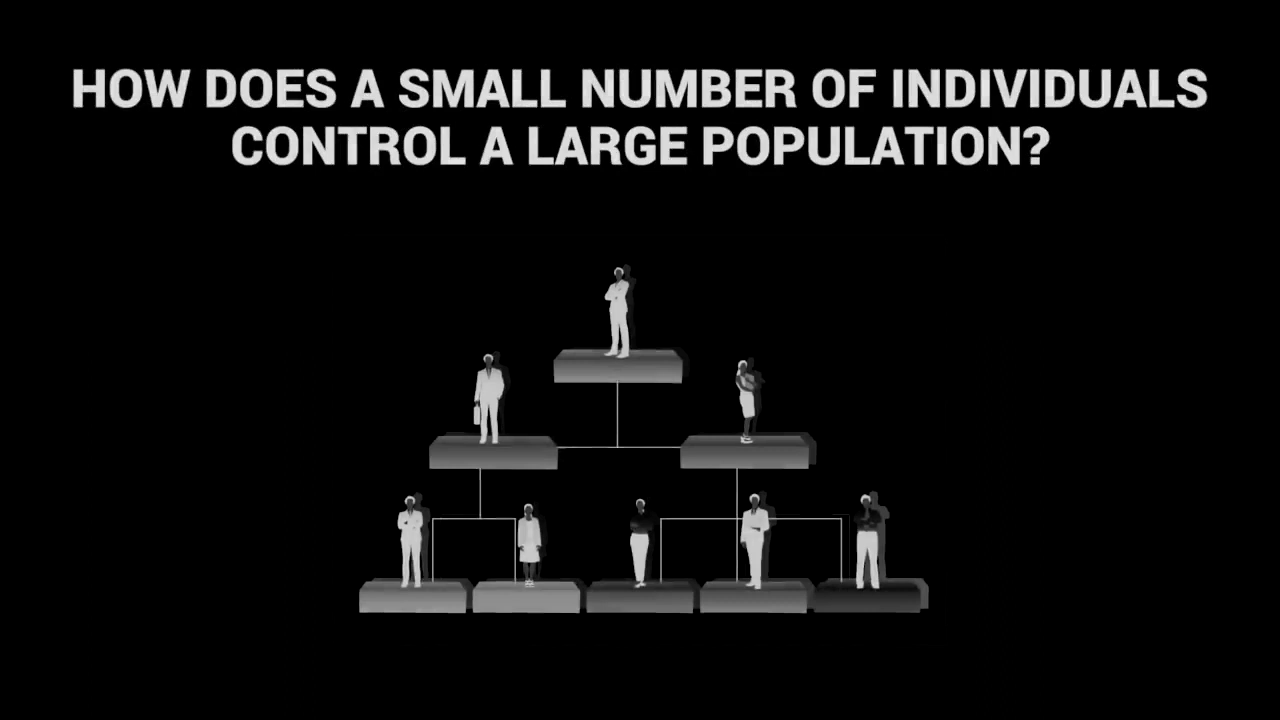 HOW DOES A SMALL NUMBER OF INDIVIDUALS
CONTROL A LARGE POPULATION?